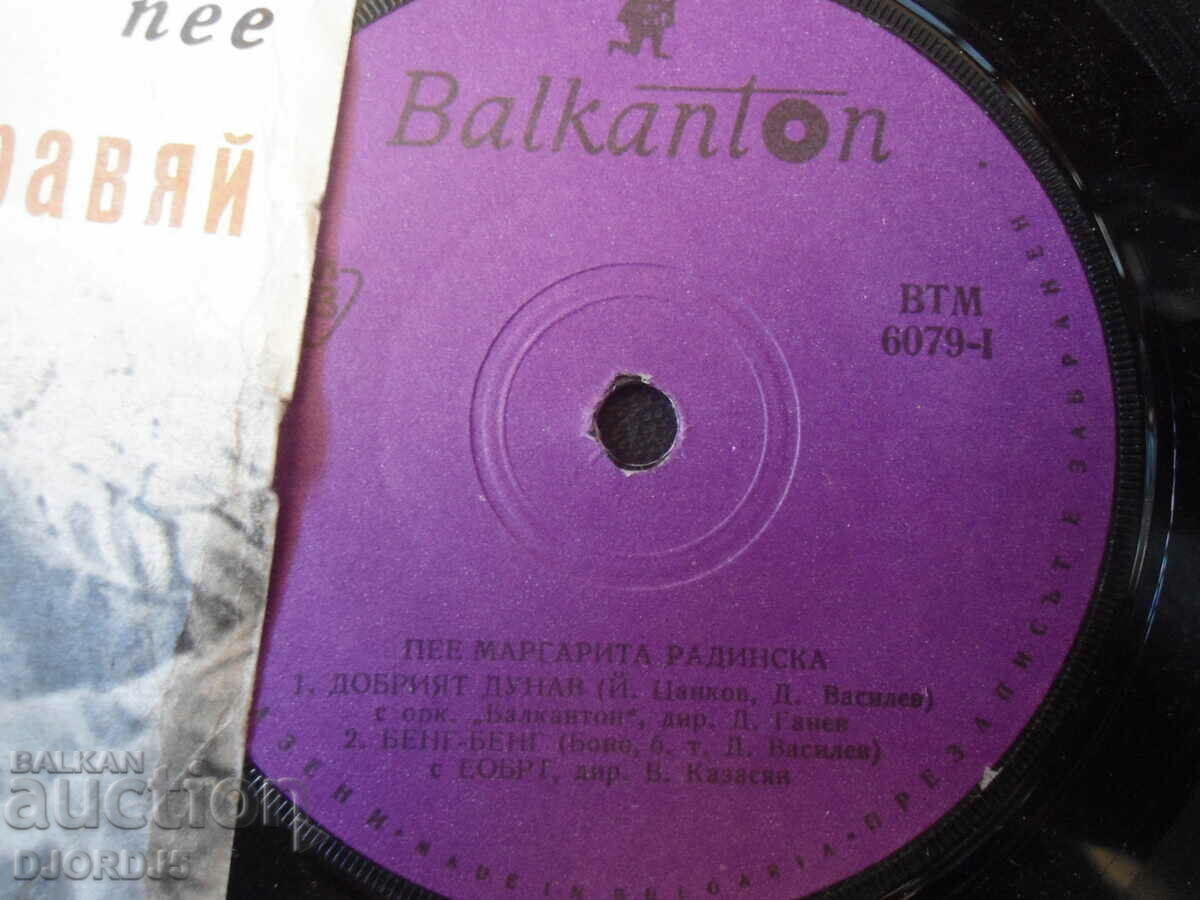 пее
равяй
Balkanton
ВТМ
6079-I
ПЕЕ МАРГАРИТА РАДИНСКА
1. ДОБРИЯТ ДУНАВ (Й. Цанков, Д. Василев)
с орк. „Балкантон“, дир. Д. Ганев
2. БЕНГ-БЕНГ (Боно, б. т. Д. Василев)
с ЕОБРТ, дир. В. Казасян
АЗЕНИ • MADE IN BULGARIA • ПРЕЗАПИСЪТ Е ЗАБРАНЕН •
BALKAN
auction
DJORDJ5